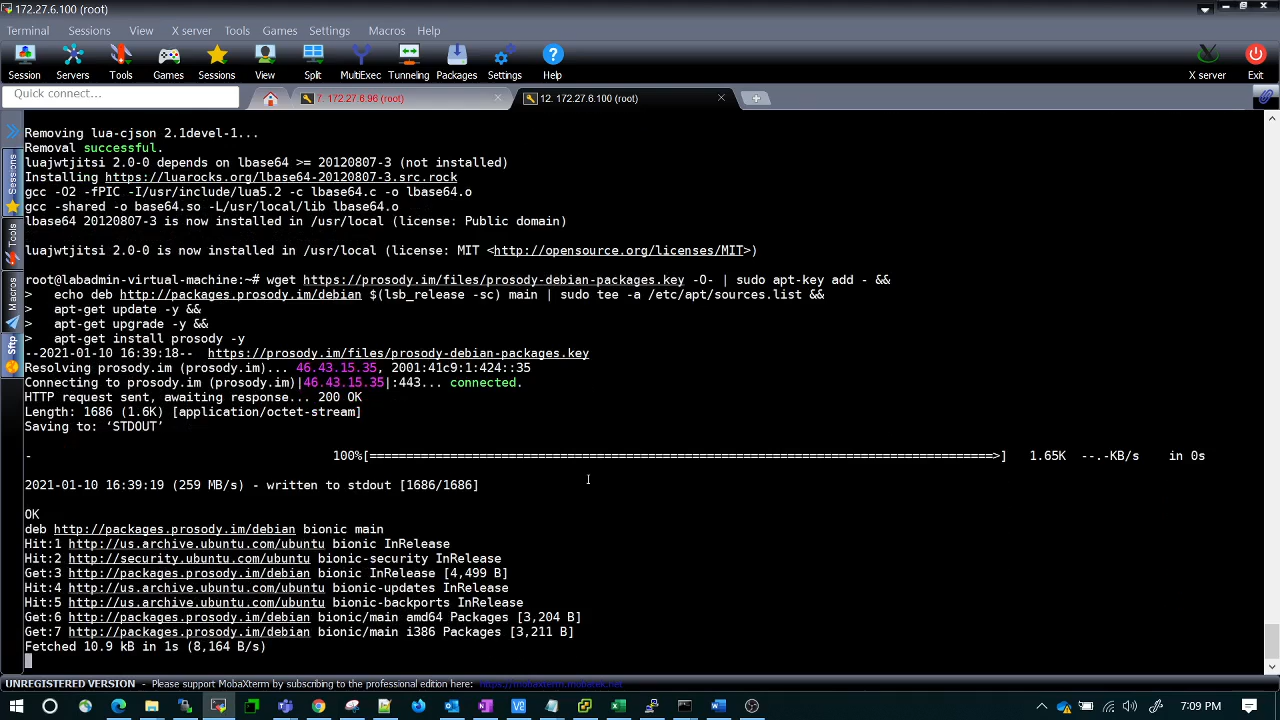 172.27.6.100 (root)
Terminal Sessions View X server Tools Games Settings Macros Help
Session Servers Tools Games Sessions View Split MultiExec Tunneling Packages Settings Help X server Exit
Quick connect...
7. 172.27.6.96 (root)
12. 172.27.6.100 (root)
Sessions
Tools
Macros
Sftp
Removing lua-cjson 2.1devel-1...
Removal successful.
luajwtjitsi 2.0-0 depends on lbase64 >= 20120807-3 (not installed)
Installing https://luarocks.org/lbase64-20120807-3.src.rock
gcc -O2 -fPIC -I/usr/include/lua5.2 -c lbase64.c -o lbase64.o
gcc -shared -o base64.so -L/usr/local/lib lbase64.o
lbase64 20120807-3 is now installed in /usr/local (license: Public domain)
luajwtjitsi 2.0-0 is now installed in /usr/local (license: MIT <http://opensource.org/licenses/MIT>)
root@labadmin-virtual-machine:~# wget https://prosody.im/files/prosody-debian-packages.key -O- | sudo apt-key add - &&
> echo deb http://packages.prosody.im/debian $(lsb_release -sc) main | sudo tee -a /etc/apt/sources.list &&
> apt-get update -y &&
> apt-get upgrade -y &&
> apt-get install prosody -y
--2021-01-10 16:39:18-- https://prosody.im/files/prosody-debian-packages.key
Resolving prosody.im (prosody.im)... 46.43.15.35, 2001:41c9:1:424::35
Connecting to prosody.im (prosody.im)|46.43.15.35|:443... connected.
HTTP request sent, awaiting response... 200 OK
Length: 1686 (1.6K) [application/octet-stream]
Saving to: ‘STDOUT’
- 100%[=====================================================================================>] 1.65K --.-KB/s in 0s
2021-01-10 16:39:19 (259 MB/s) - written to stdout [1686/1686]
OK
deb http://packages.prosody.im/debian bionic main
Hit:1 http://us.archive.ubuntu.com/ubuntu bionic InRelease
Hit:2 http://security.ubuntu.com/ubuntu bionic-security InRelease
Get:3 http://packages.prosody.im/debian bionic InRelease [4,499 B]
Hit:4 http://us.archive.ubuntu.com/ubuntu bionic-updates InRelease
Hit:5 http://us.archive.ubuntu.com/ubuntu bionic-backports InRelease
Get:6 http://packages.prosody.im/debian bionic/main amd64 Packages [3,204 B]
Get:7 http://packages.prosody.im/debian bionic/main i386 Packages [3,211 B]
Fetched 10.9 kB in 1s (8,164 B/s)
UNREGISTERED VERSION - Please support MobaXterm by subscribing to the professional edition here: https://mobaxterm.mobatek.net
7:09 PM